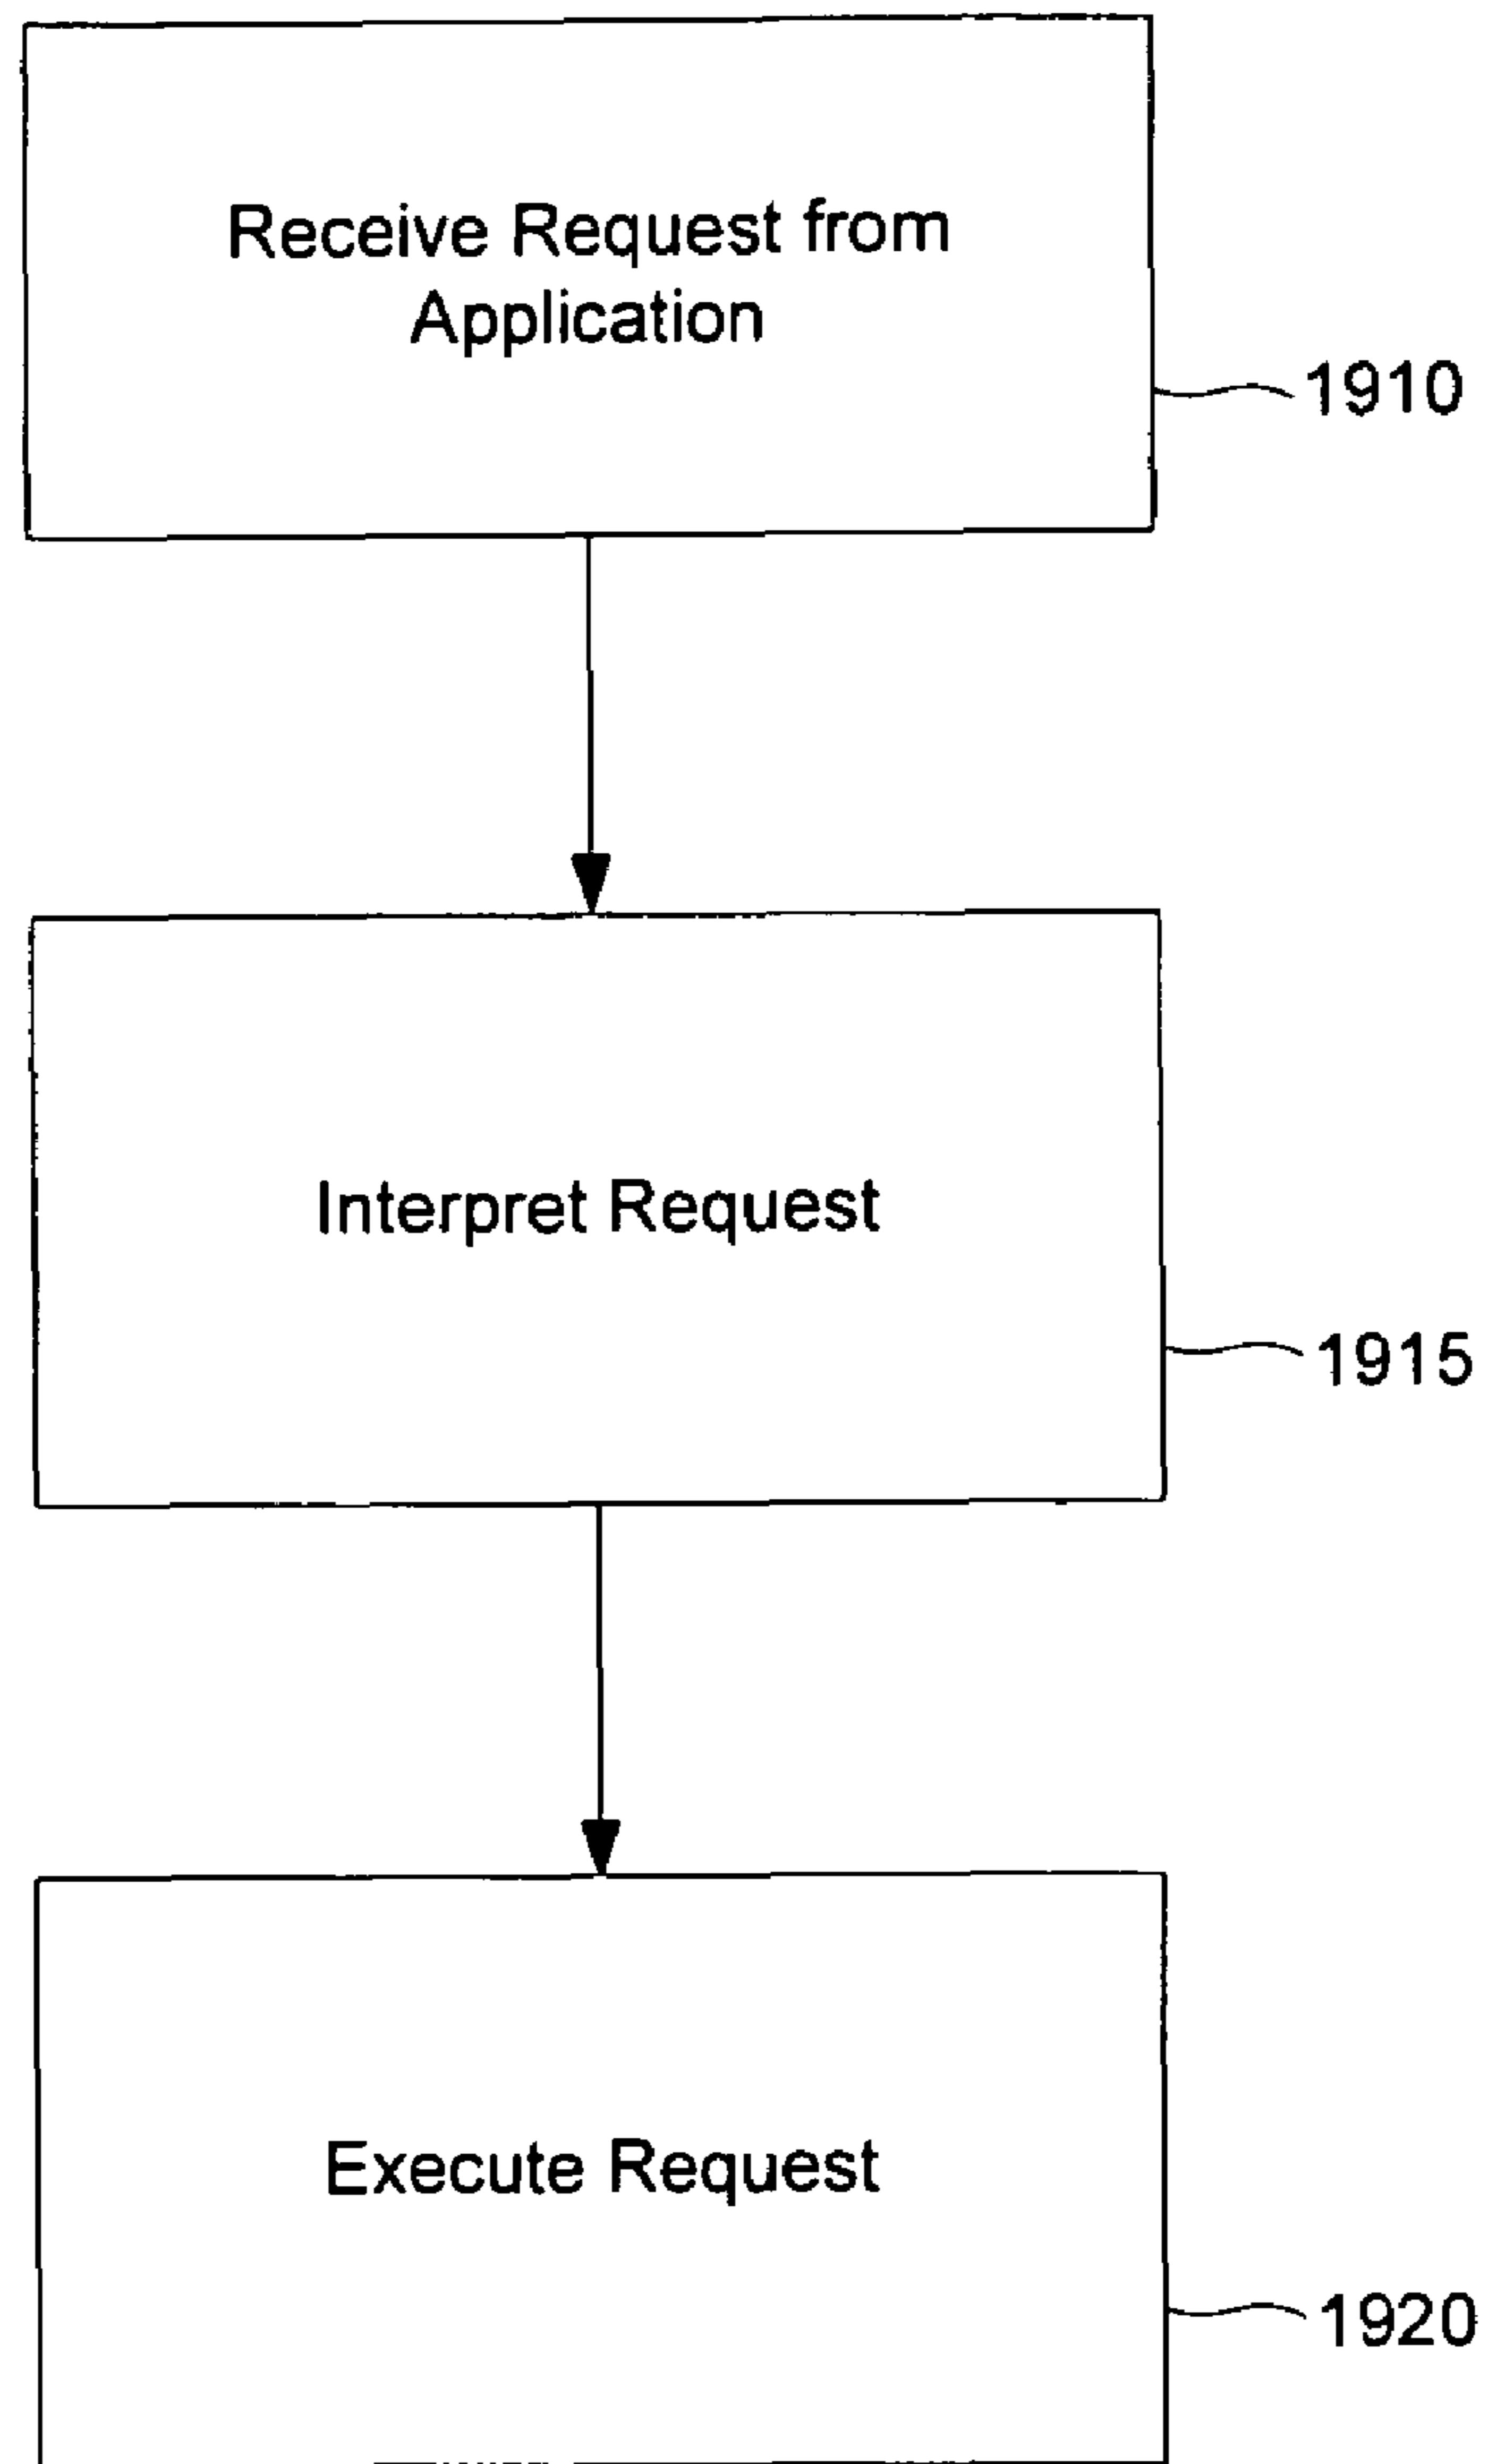 Receive Request from
Application
1910
Interpret Request
1915
Execute Request
1920